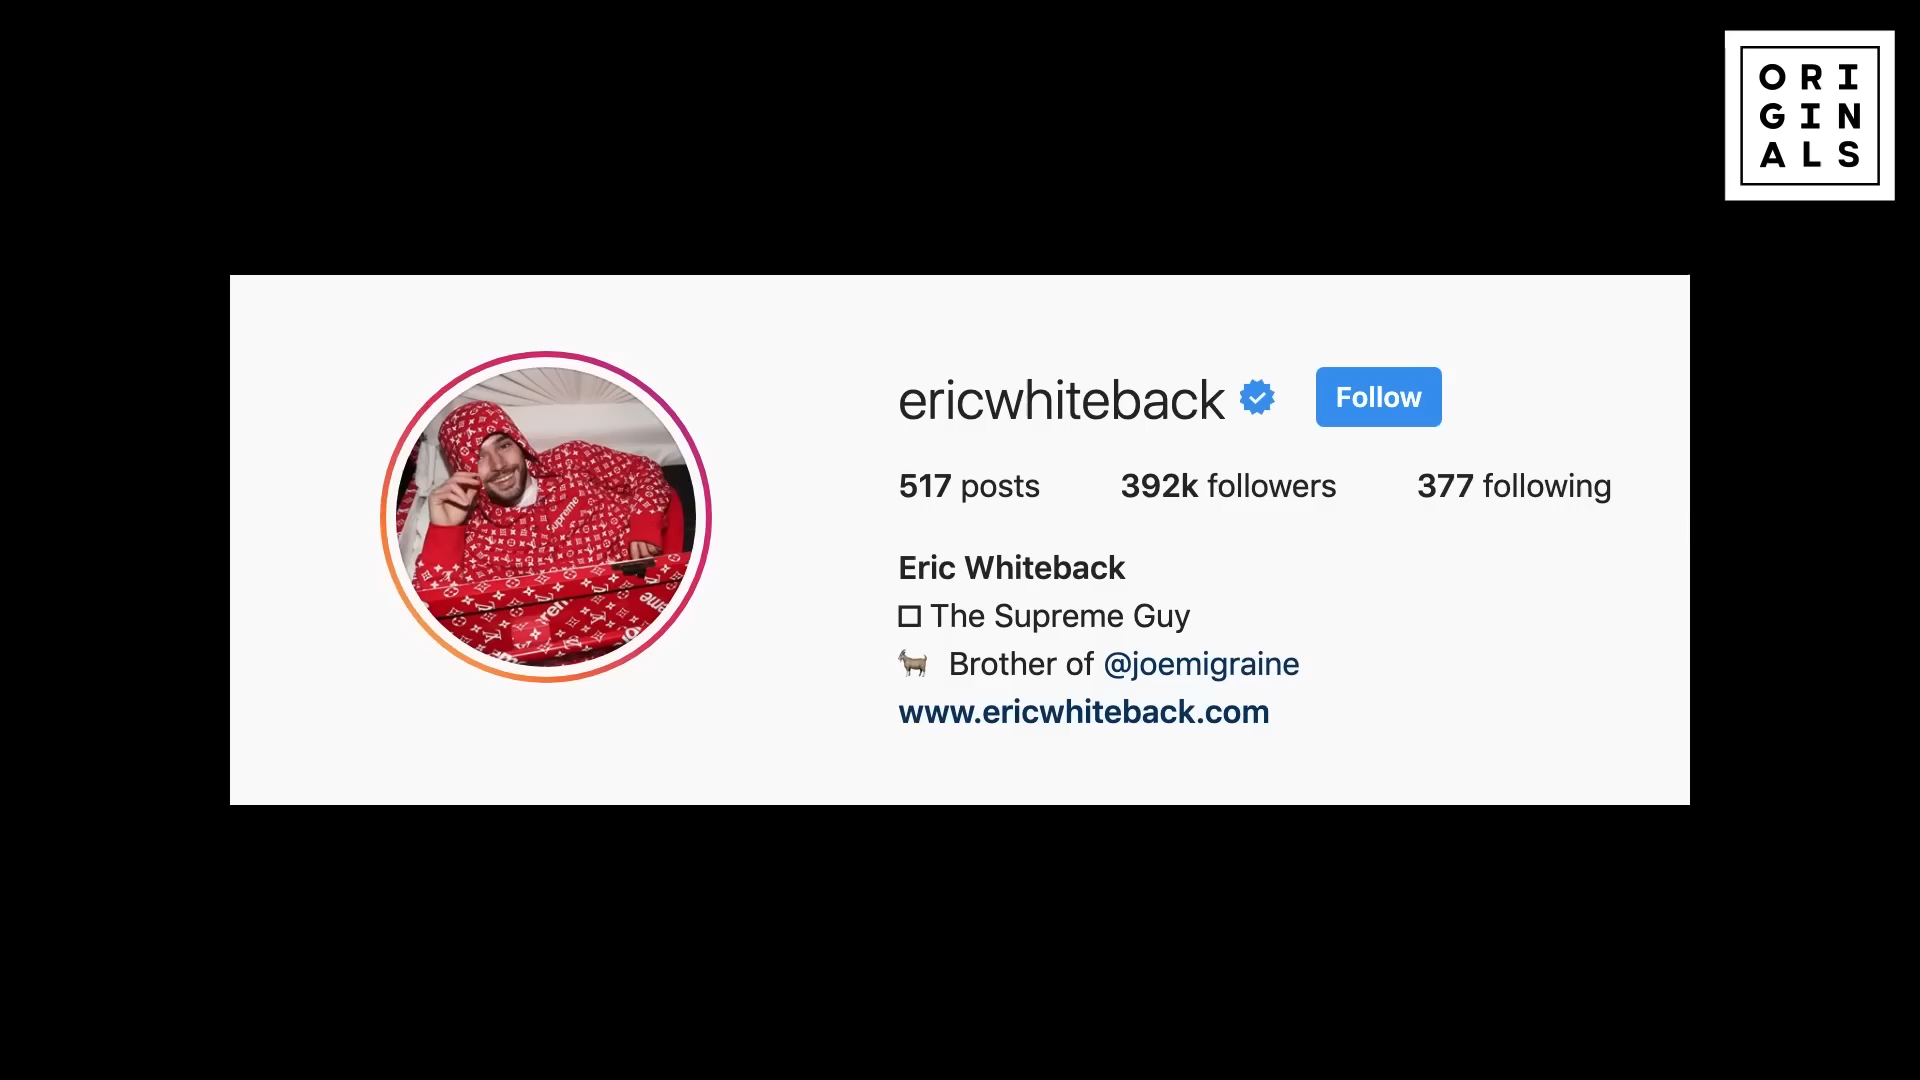 ORI
GIN
ALS
ericwhiteback
Follow
517 posts 392k followers 377 following
Eric Whiteback
The Supreme Guy
Brother of @joemigraine
www.ericwhiteback.com
Supreme